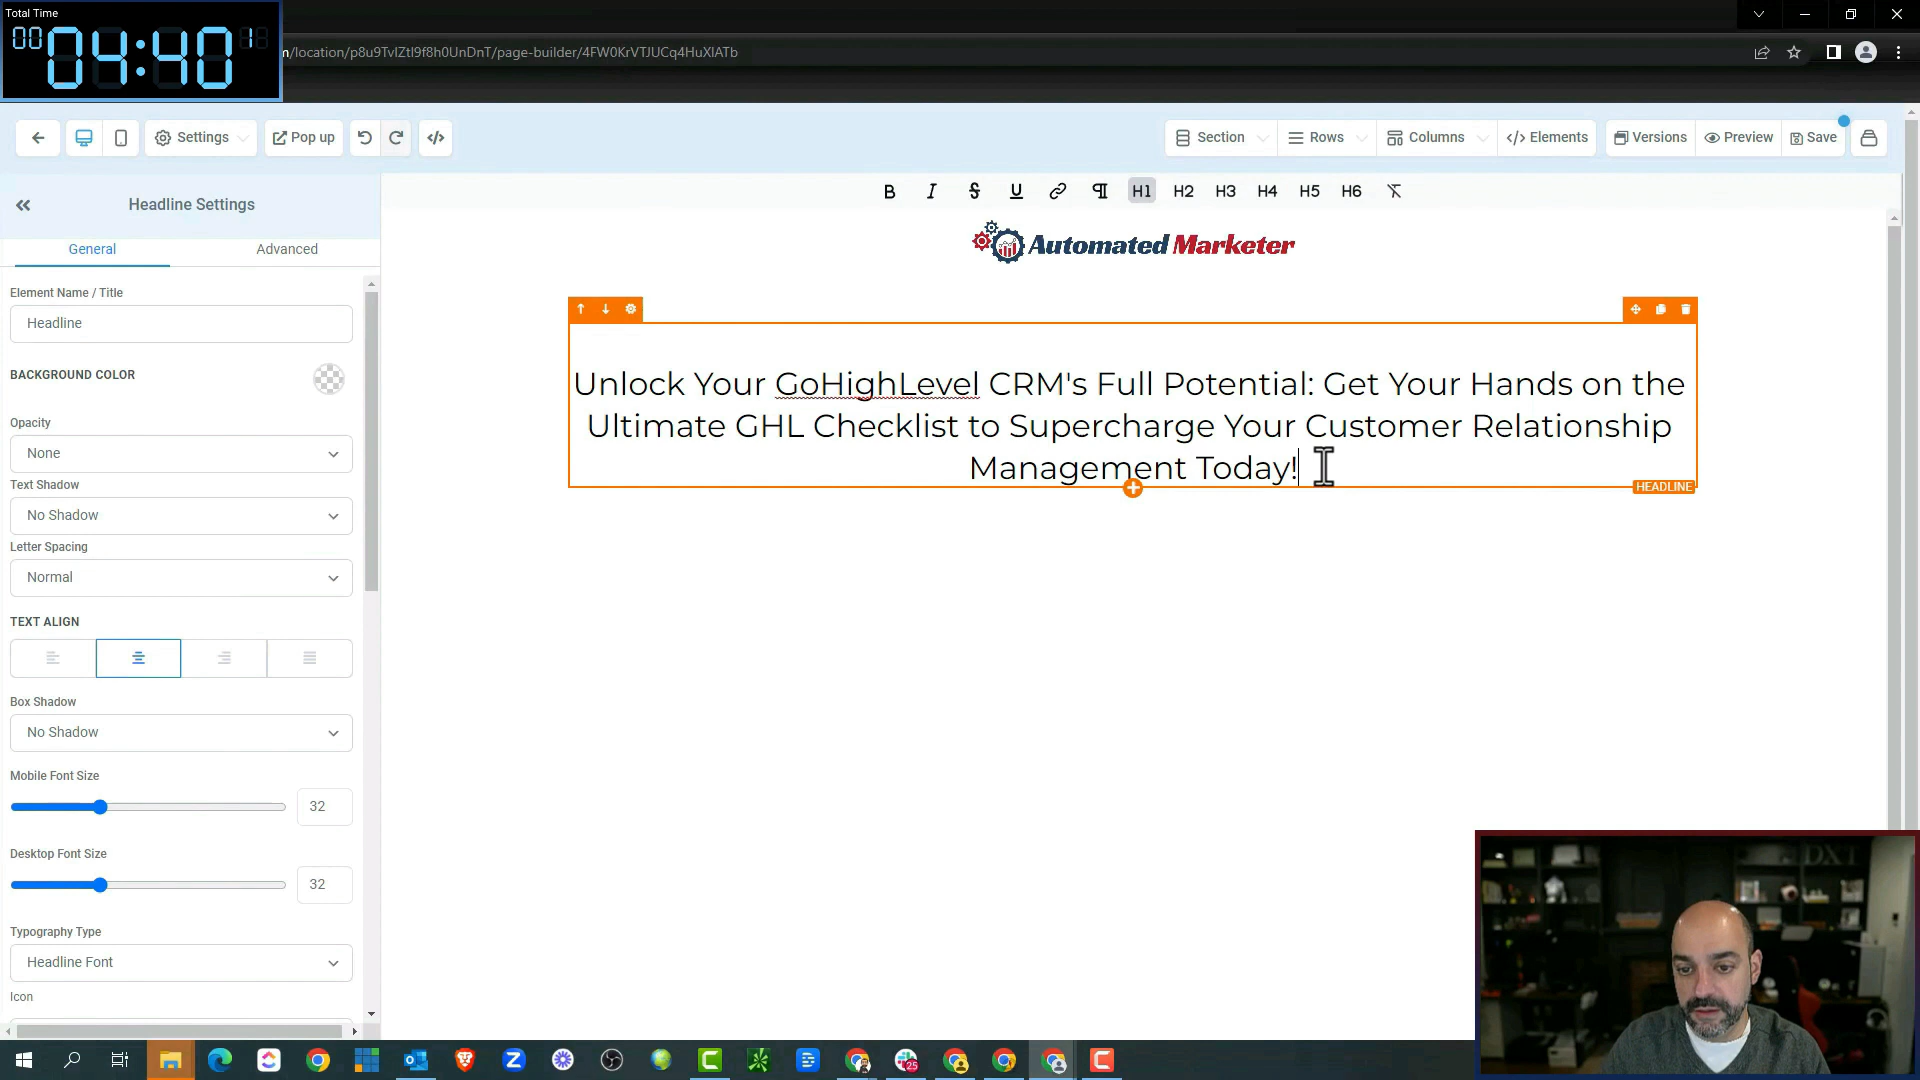 Total Time
00 04:40 1
m/location/p8u9TvIZtI9f8h0UnDnT/page-builder/4FW0KrVTJUCq4HuXlATb
Settings
Pop up
Section
Rows
Columns
Elements
Versions
Preview
Save
Headline Settings
B I S U H1 H2 H3 H4 H5 H6
Automated Marketer
General
Advanced
Element Name / Title
Headline
BACKGROUND COLOR
Opacity
None
Text Shadow
No Shadow
Letter Spacing
Normal
TEXT ALIGN
Box Shadow
No Shadow
Mobile Font Size
32
Desktop Font Size
32
Typography Type
Headline Font
Icon
Unlock Your GoHighLevel CRM's Full Potential: Get Your Hands on the
Ultimate GHL Checklist to Supercharge Your Customer Relationship
Management Today!
HEADLINE
25